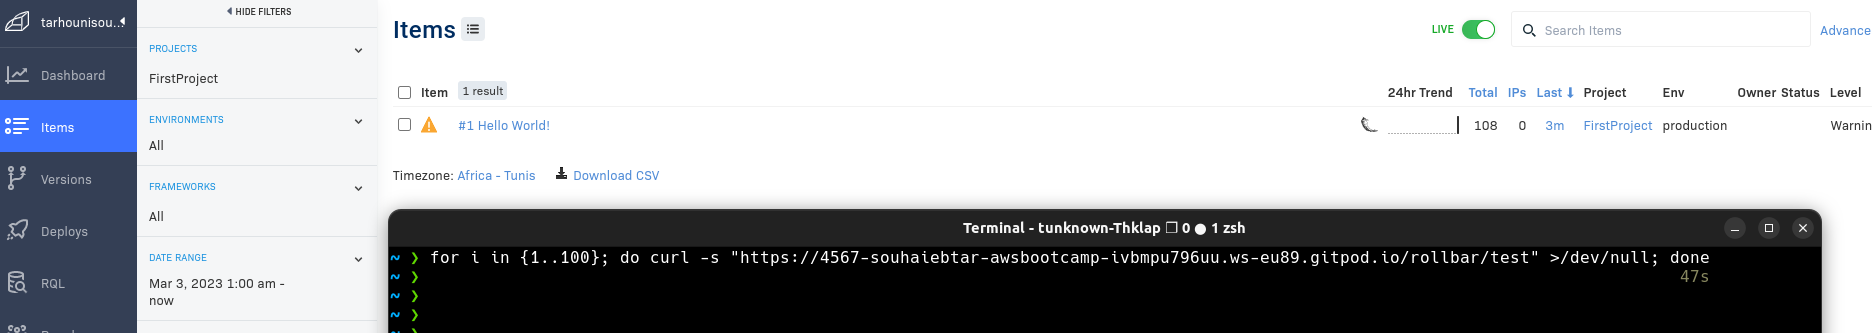 tarhounisou...
Dashboard
Items
Versions
Deploys
RQL
HIDE FILTERS
PROJECTS
FirstProject
ENVIRONMENTS
All
FRAMEWORKS
All
DATE RANGE
Mar 3, 2023 1:00 am -
now
Items
LIVE
Search Items
Advance
Item 1 result 24hr Trend Total IPs Last Project Env Owner Status Level
#1 Hello World! 108 0 3m FirstProject production Warnin
Timezone: Africa - Tunis Download CSV
Terminal - tunknown-Thklap ❐ 0 ● 1 zsh
~ ❯ for i in {1..100}; do curl -s "https://4567-souhaiebtar-awsbootcamp-ivbmpu796uu.ws-eu89.gitpod.io/rollbar/test" >/dev/null; done
~ ❯ 47s
~ ❯
~ ❯